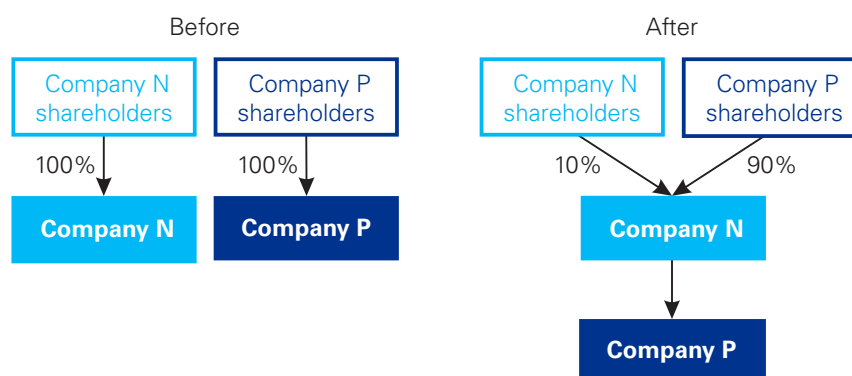 Before
Company N
shareholders
Company P
shareholders
100%
100%
Company N
Company P
After
Company N
shareholders
Company P
shareholders
10%
90%
Company N
Company P